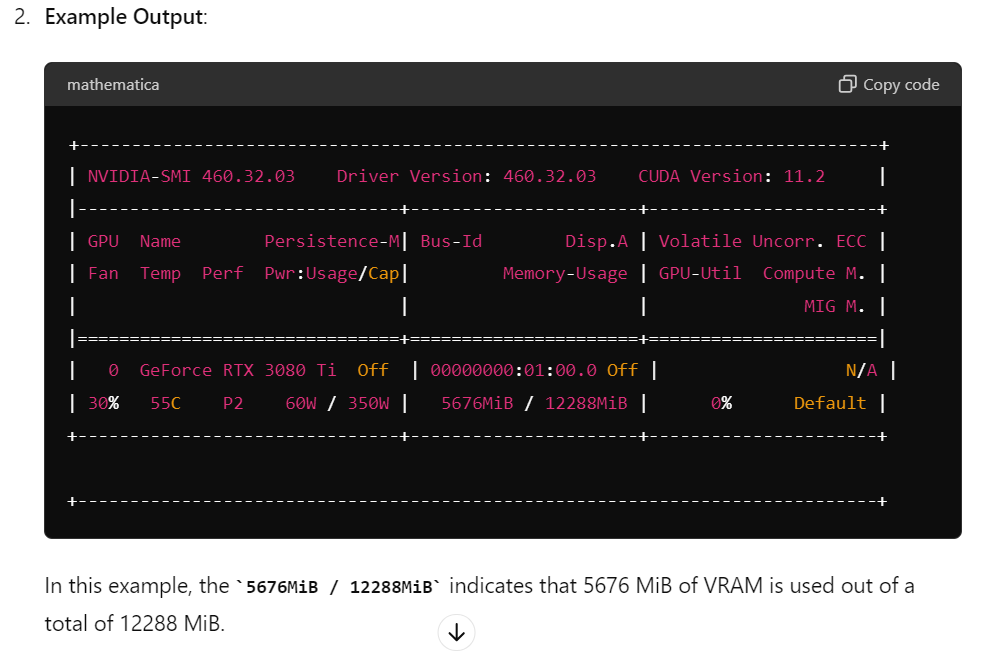 2. Example Output:
mathematica
Copy code
+-----------------------------------------------------------------------------+
| NVIDIA-SMI 460.32.03    Driver Version: 460.32.03    CUDA Version: 11.2     |
|-------------------------------+----------------------+----------------------+
| GPU  Name        Persistence-M| Bus-Id        Disp.A | Volatile Uncorr. ECC |
| Fan  Temp  Perf  Pwr:Usage/Cap|         Memory-Usage | GPU-Util  Compute M. |
|                               |                      |               MIG M. |
|===============================+======================+======================|
|   0  GeForce RTX 3080 Ti  Off  | 00000000:01:00.0 Off |                  N/A |
| 30%   55C    P2    60W / 350W |   5676MiB / 12288MiB |      0%      Default |
+-------------------------------+----------------------+----------------------+
+-----------------------------------------------------------------------------+
In this example, the `5676MiB / 12288MiB` indicates that 5676 MiB of VRAM is used out of a
total of 12288 MiB.